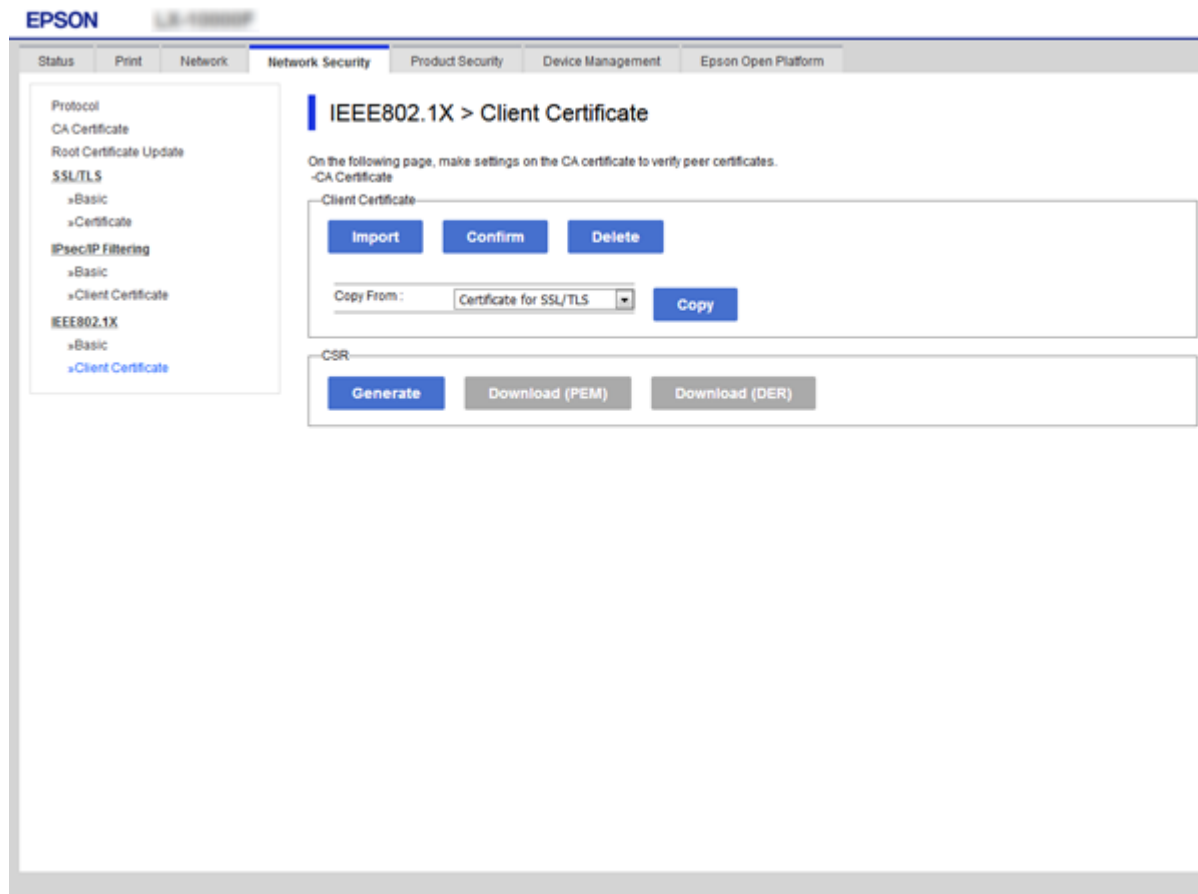 EPSON
Status Print Network Network Security Product Security Device Management Epson Open Platform
Protocol
CA Certificate
Root Certificate Update
SSL/TLS
»Basic
»Certificate
IPsec/IP Filtering
»Basic
»Client Certificate
IEEE802.1X
»Basic
»Client Certificate
IEEE802.1X > Client Certificate
On the following page, make settings on the CA certificate to verify peer certificates.
-CA Certificate
Client Certificate
Import Confirm Delete
Copy From : Certificate for SSL/TLS Copy
CSR
Generate Download (PEM) Download (DER)